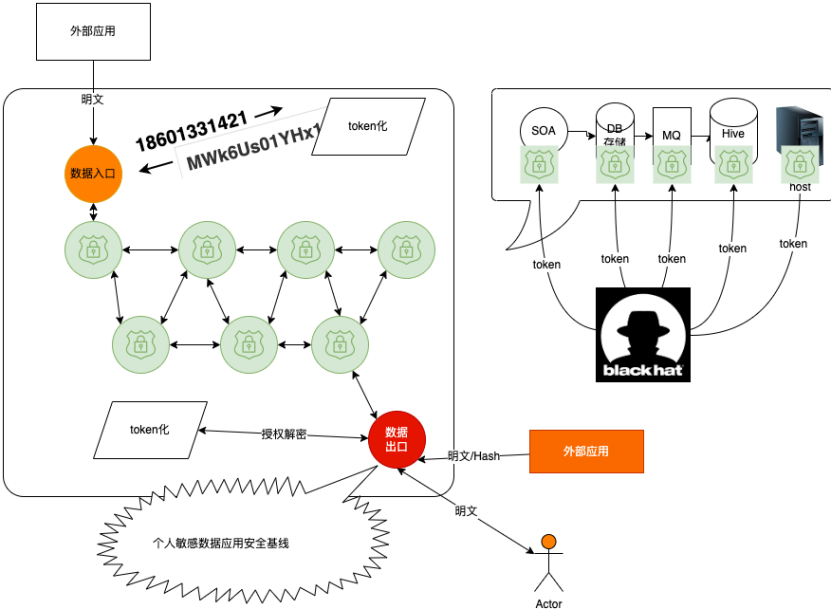 外部应用
明文
18601331421
MWk6Us01YHx1
token化
数据入口
token化
授权解密
数据
出口
明文/Hash
外部应用
明文
个人敏感数据应用安全基线
Actor
SOA
DB
存储
MQ
Hive
host
token
token
token
token
token
black hat